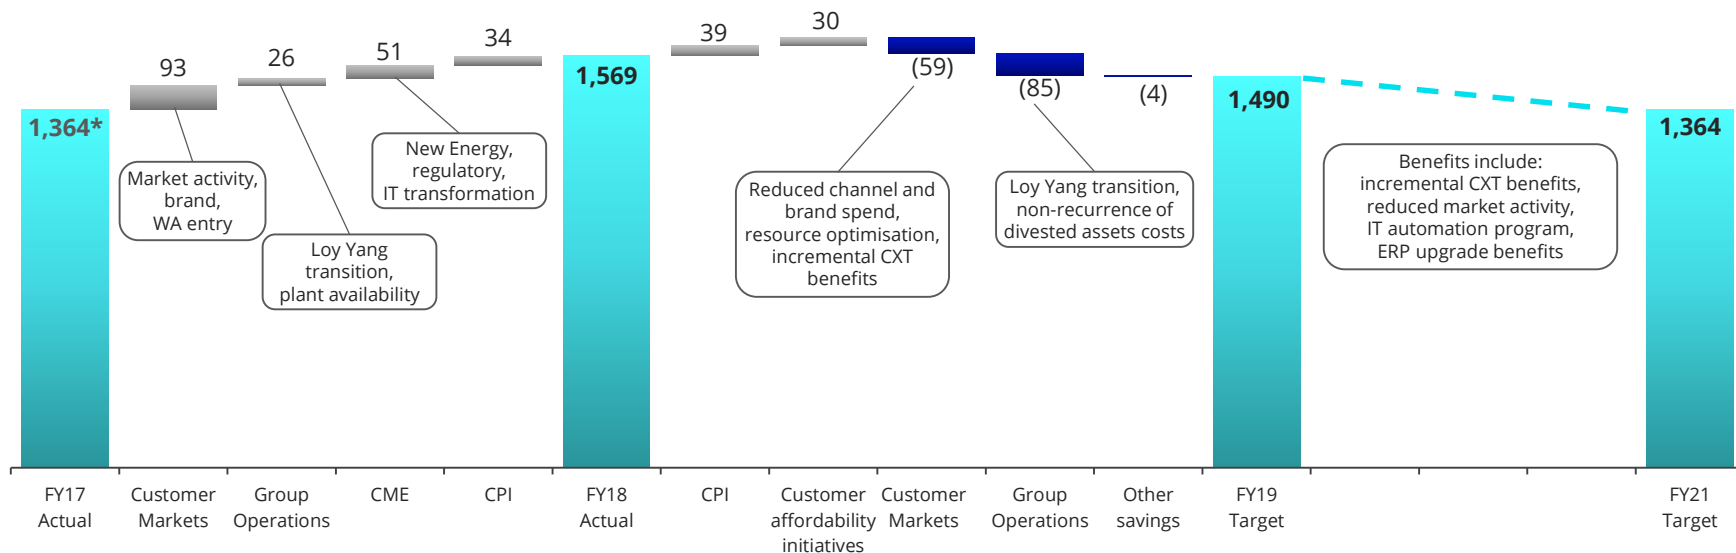 93
26
51
34
39
30
1,364*
1,569
(59)
(85)
(4)
1,490
1,364
Market activity,
brand,
WA entry
Loy Yang
transition,
plant availability
New Energy,
regulatory,
IT transformation
Reduced channel and
brand spend,
resource optimisation,
incremental CXT
benefits
Loy Yang transition,
non-recurrence of
divested assets costs
Benefits include:
incremental CXT benefits,
reduced market activity,
IT automation program,
ERP upgrade benefits
FY17
Actual
Customer
Markets
Group
Operations
CME
CPI
FY18
Actual
CPI
Customer
affordability
initiatives
Customer
Markets
Group
Operations
Other
savings
FY19
Target
FY21
Target